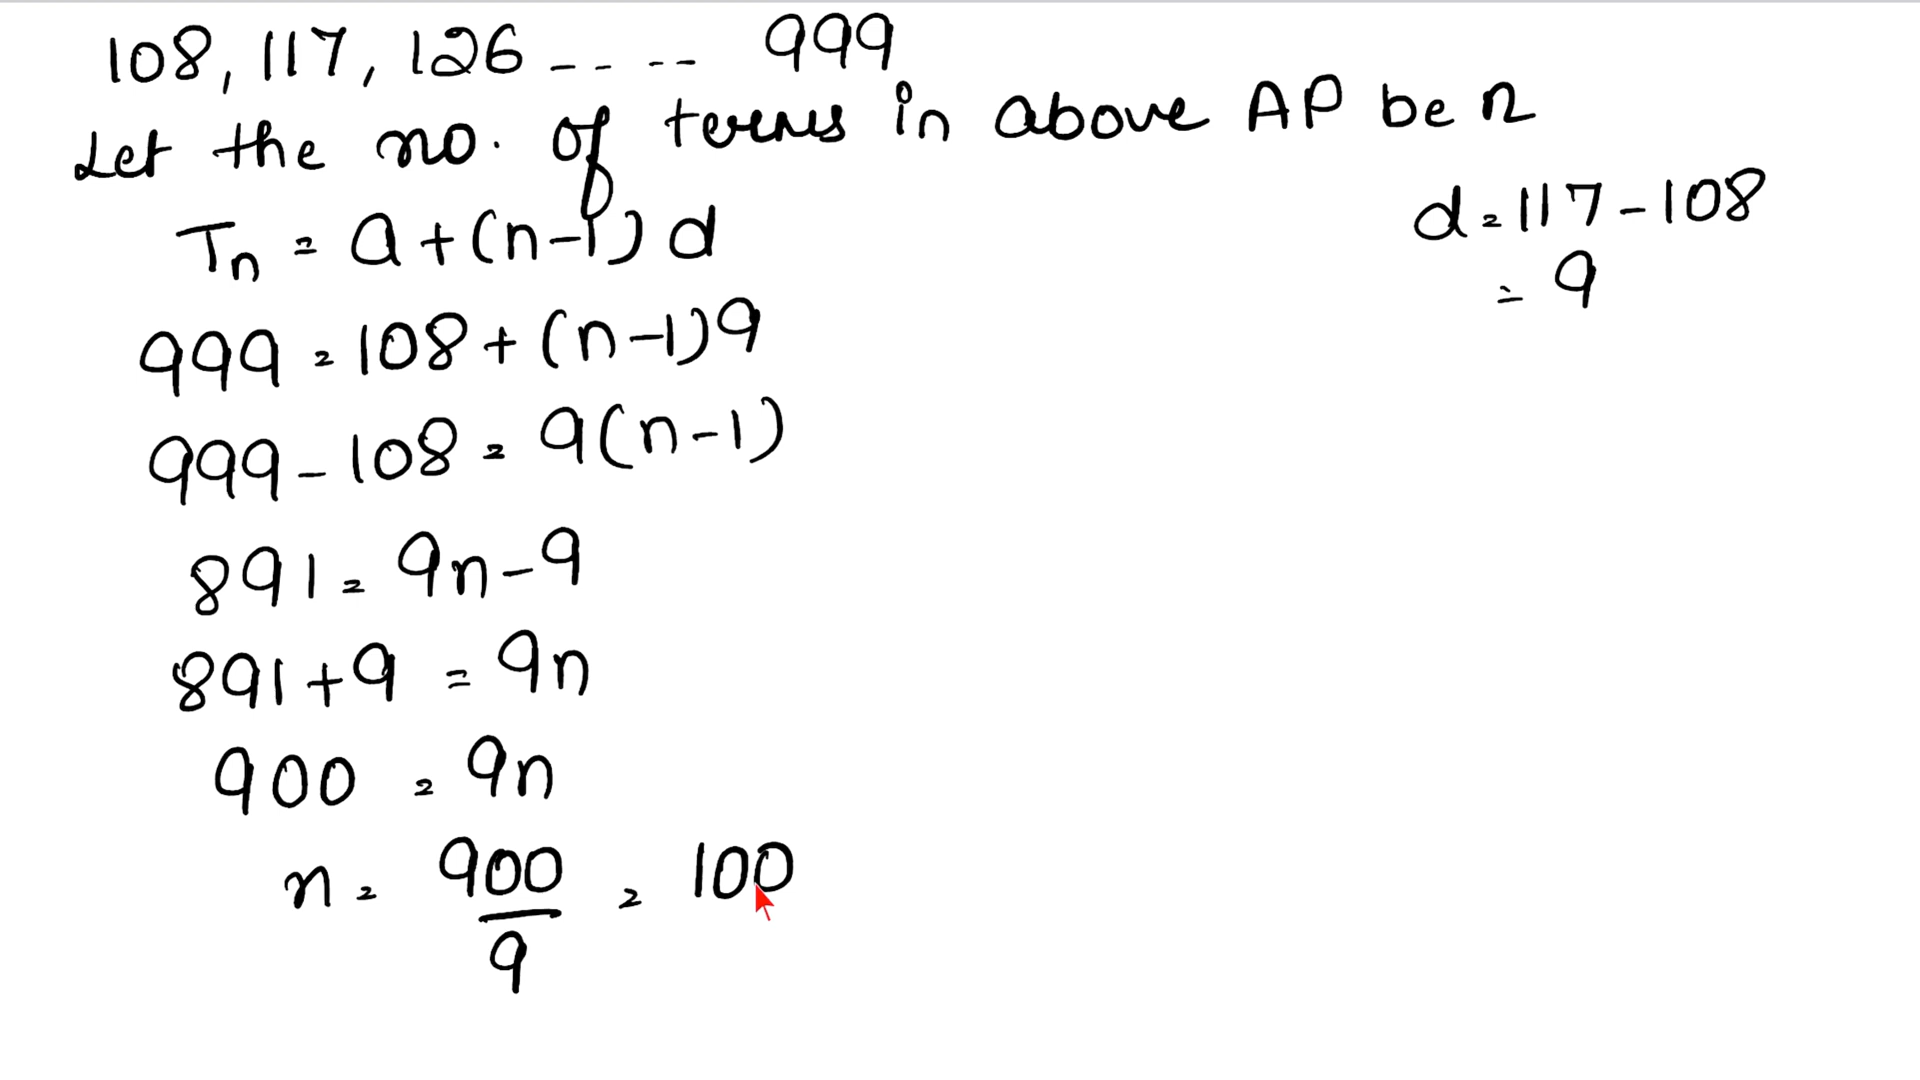 108, 117, 126 -- -- 999
Let the no. of terms in above AP be n
d = 117 - 108
= 9
Tn = a + (n-1) d
999 = 108 + (n-1)9
999 - 108 = 9(n-1)
891 = 9n - 9
891 + 9 = 9n
900 = 9n
n = 900/9 = 100